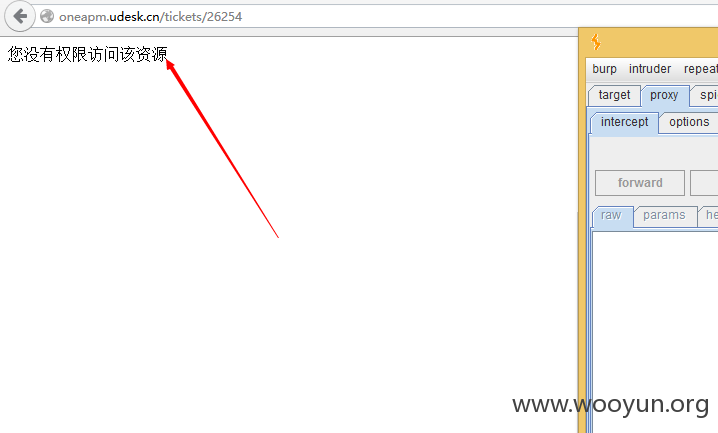 oneapm.udesk.cn/tickets/26254
您没有权限访问该资源
burp intruder repeat
target proxy spi
intercept options
forward
raw params he
www.wooyun.org